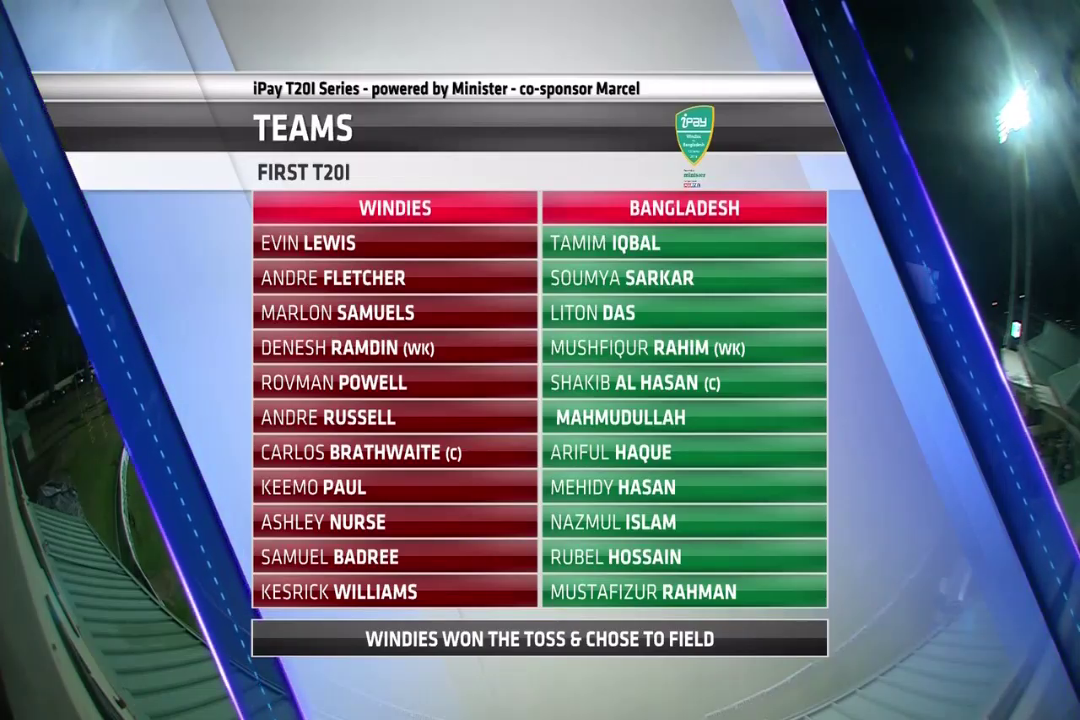 iPay T20I Series - powered by Minister - co-sponsor Marcel
TEAMS
iPay
Windies
Bangladesh
FIRST T20I
WINDIES BANGLADESH
EVIN LEWIS TAMIM IQBAL
ANDRE FLETCHER SOUMYA SARKAR
MARLON SAMUELS LITON DAS
DENESH RAMDIN (WK) MUSHFIQUR RAHIM (WK)
ROVMAN POWELL SHAKIB AL HASAN (C)
ANDRE RUSSELL MAHMUDULLAH
CARLOS BRATHWAITE (C) ARIFUL HAQUE
KEEMO PAUL MEHIDY HASAN
ASHLEY NURSE NAZMUL ISLAM
SAMUEL BADREE RUBEL HOSSAIN
KESRICK WILLIAMS MUSTAFIZUR RAHMAN
WINDIES WON THE TOSS & CHOSE TO FIELD